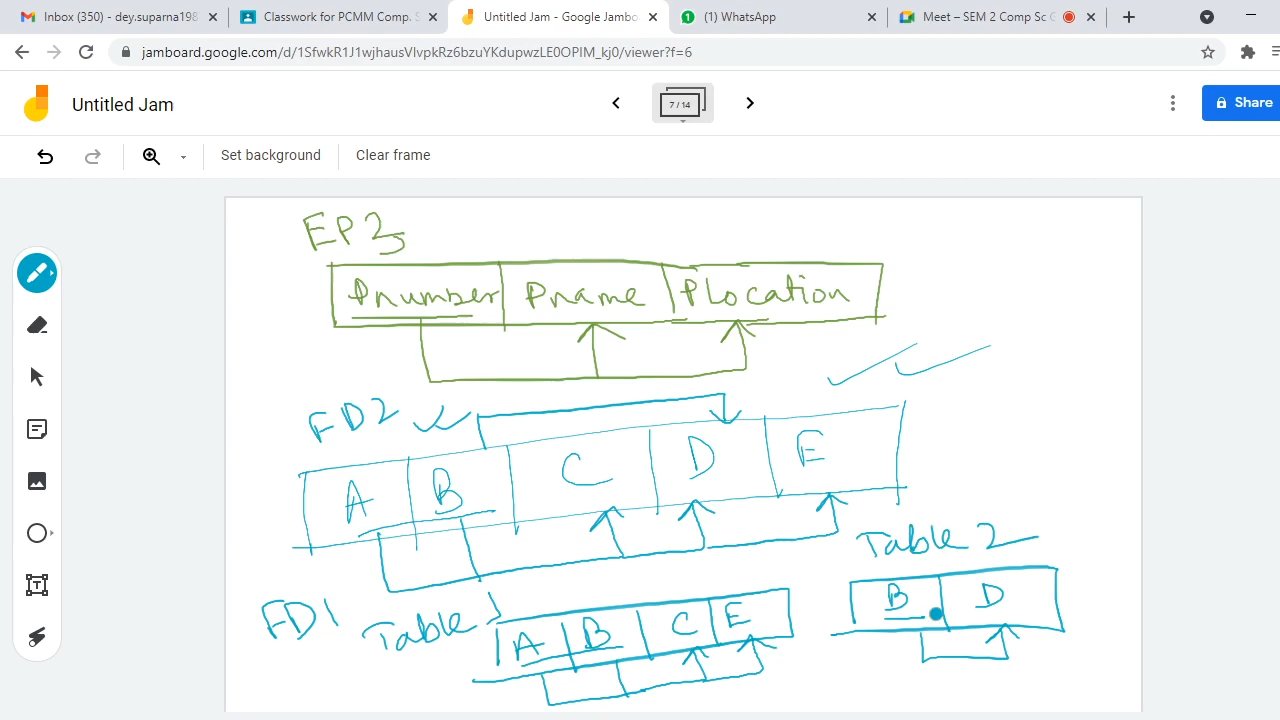 Inbox (350) - dey.suparna198
Classwork for PCMM Comp. S
Untitled Jam - Google Jambo
(1) WhatsApp
Meet – SEM 2 Comp Sc G
jamboard.google.com/d/1SfwkR1J1wjhausVlvpkRz6bzuYKdupwzLE0OPIM_kj0/viewer?f=6
Untitled Jam
7 / 14
Share
Set background
Clear frame
EP3
Pnumber Pname Plocation
FD2
A B C D E
Table 2
B D
FD1
Table 1
A B C E